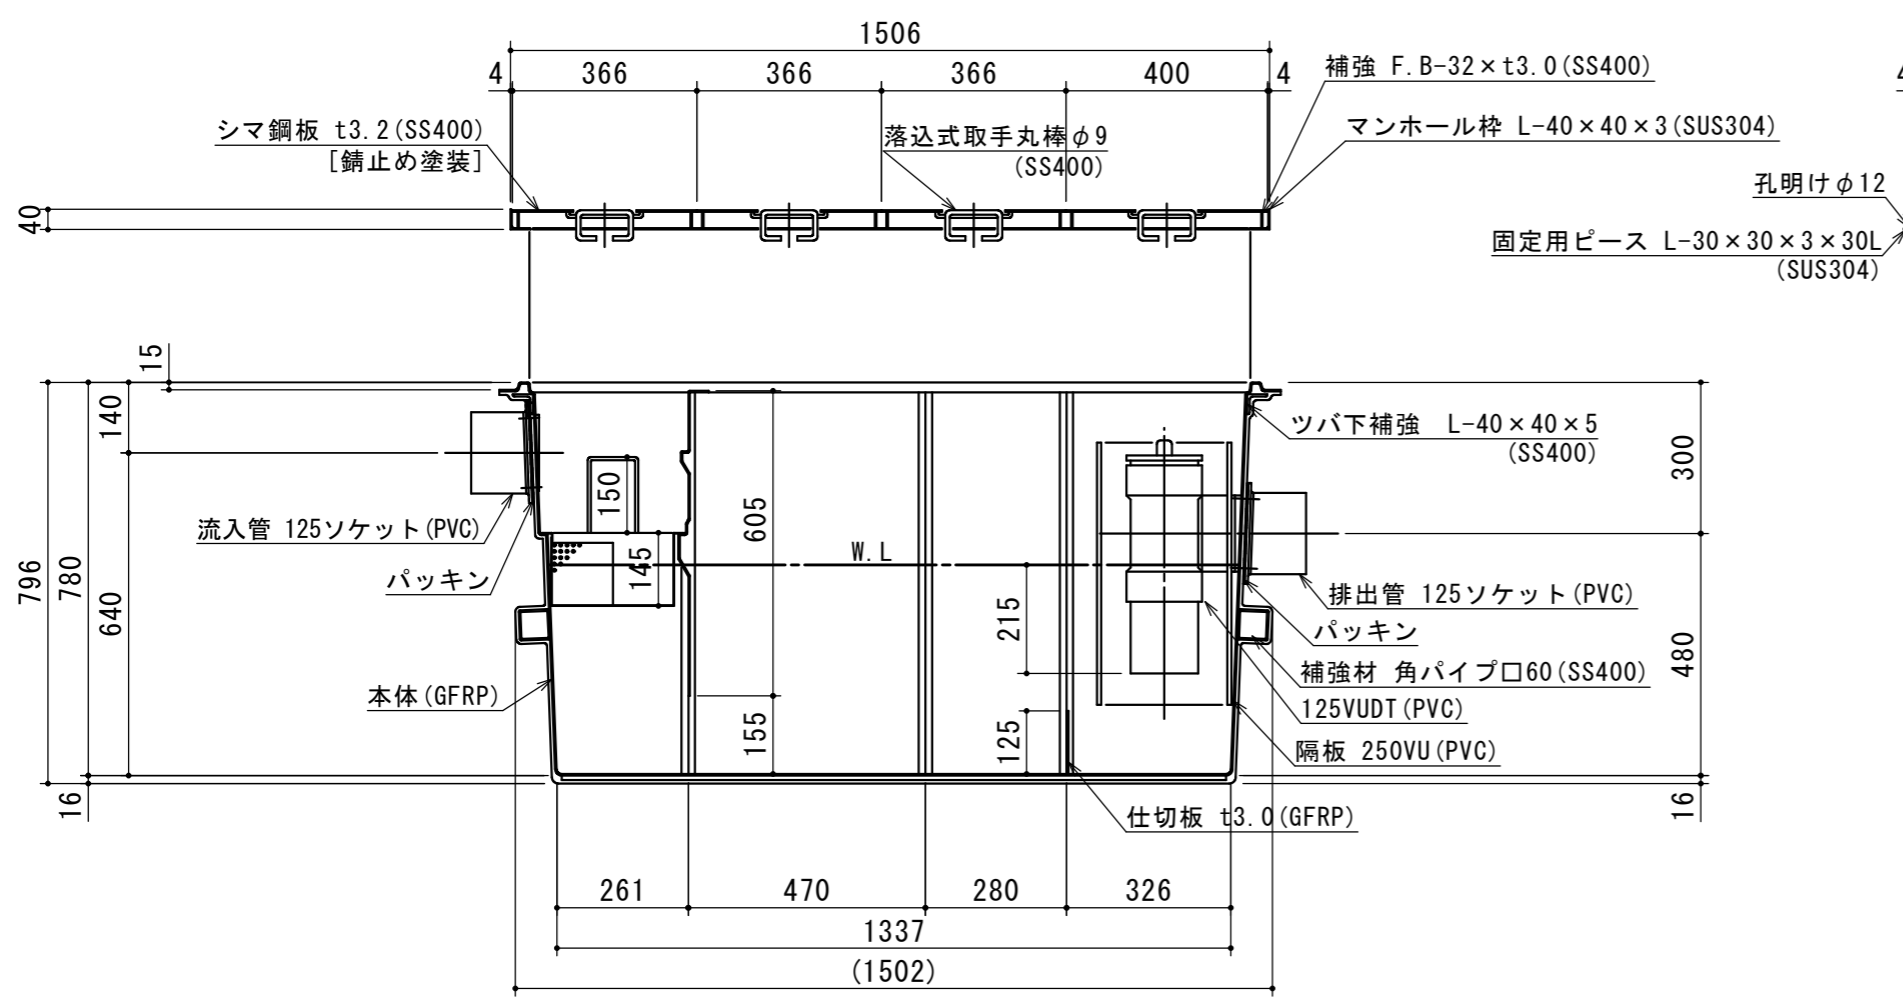 1506
4 366 366 366 400 4
補強 F.B-32×t3.0(SS400)
マンホール枠 L-40×40×3(SUS304)
シマ鋼板 t3.2(SS400)
[錆止め塗装]
落込式取手丸棒φ9
(SS400)
孔明けφ12
固定用ピース L-30×30×3×30L
(SUS304)
40
15
140
796
780
640
16
流入管 125ソケット(PVC)
パッキン
本体(GFRP)
150
145
605
155
W.L
215
125
ツバ下補強 L-40×40×5
(SS400)
300
480
16
排出管 125ソケット(PVC)
パッキン
補強材 角パイプ口60(SS400)
125VUDT(PVC)
隔板 250VU(PVC)
仕切板 t3.0(GFRP)
261 470 280 326
1337
(1502)